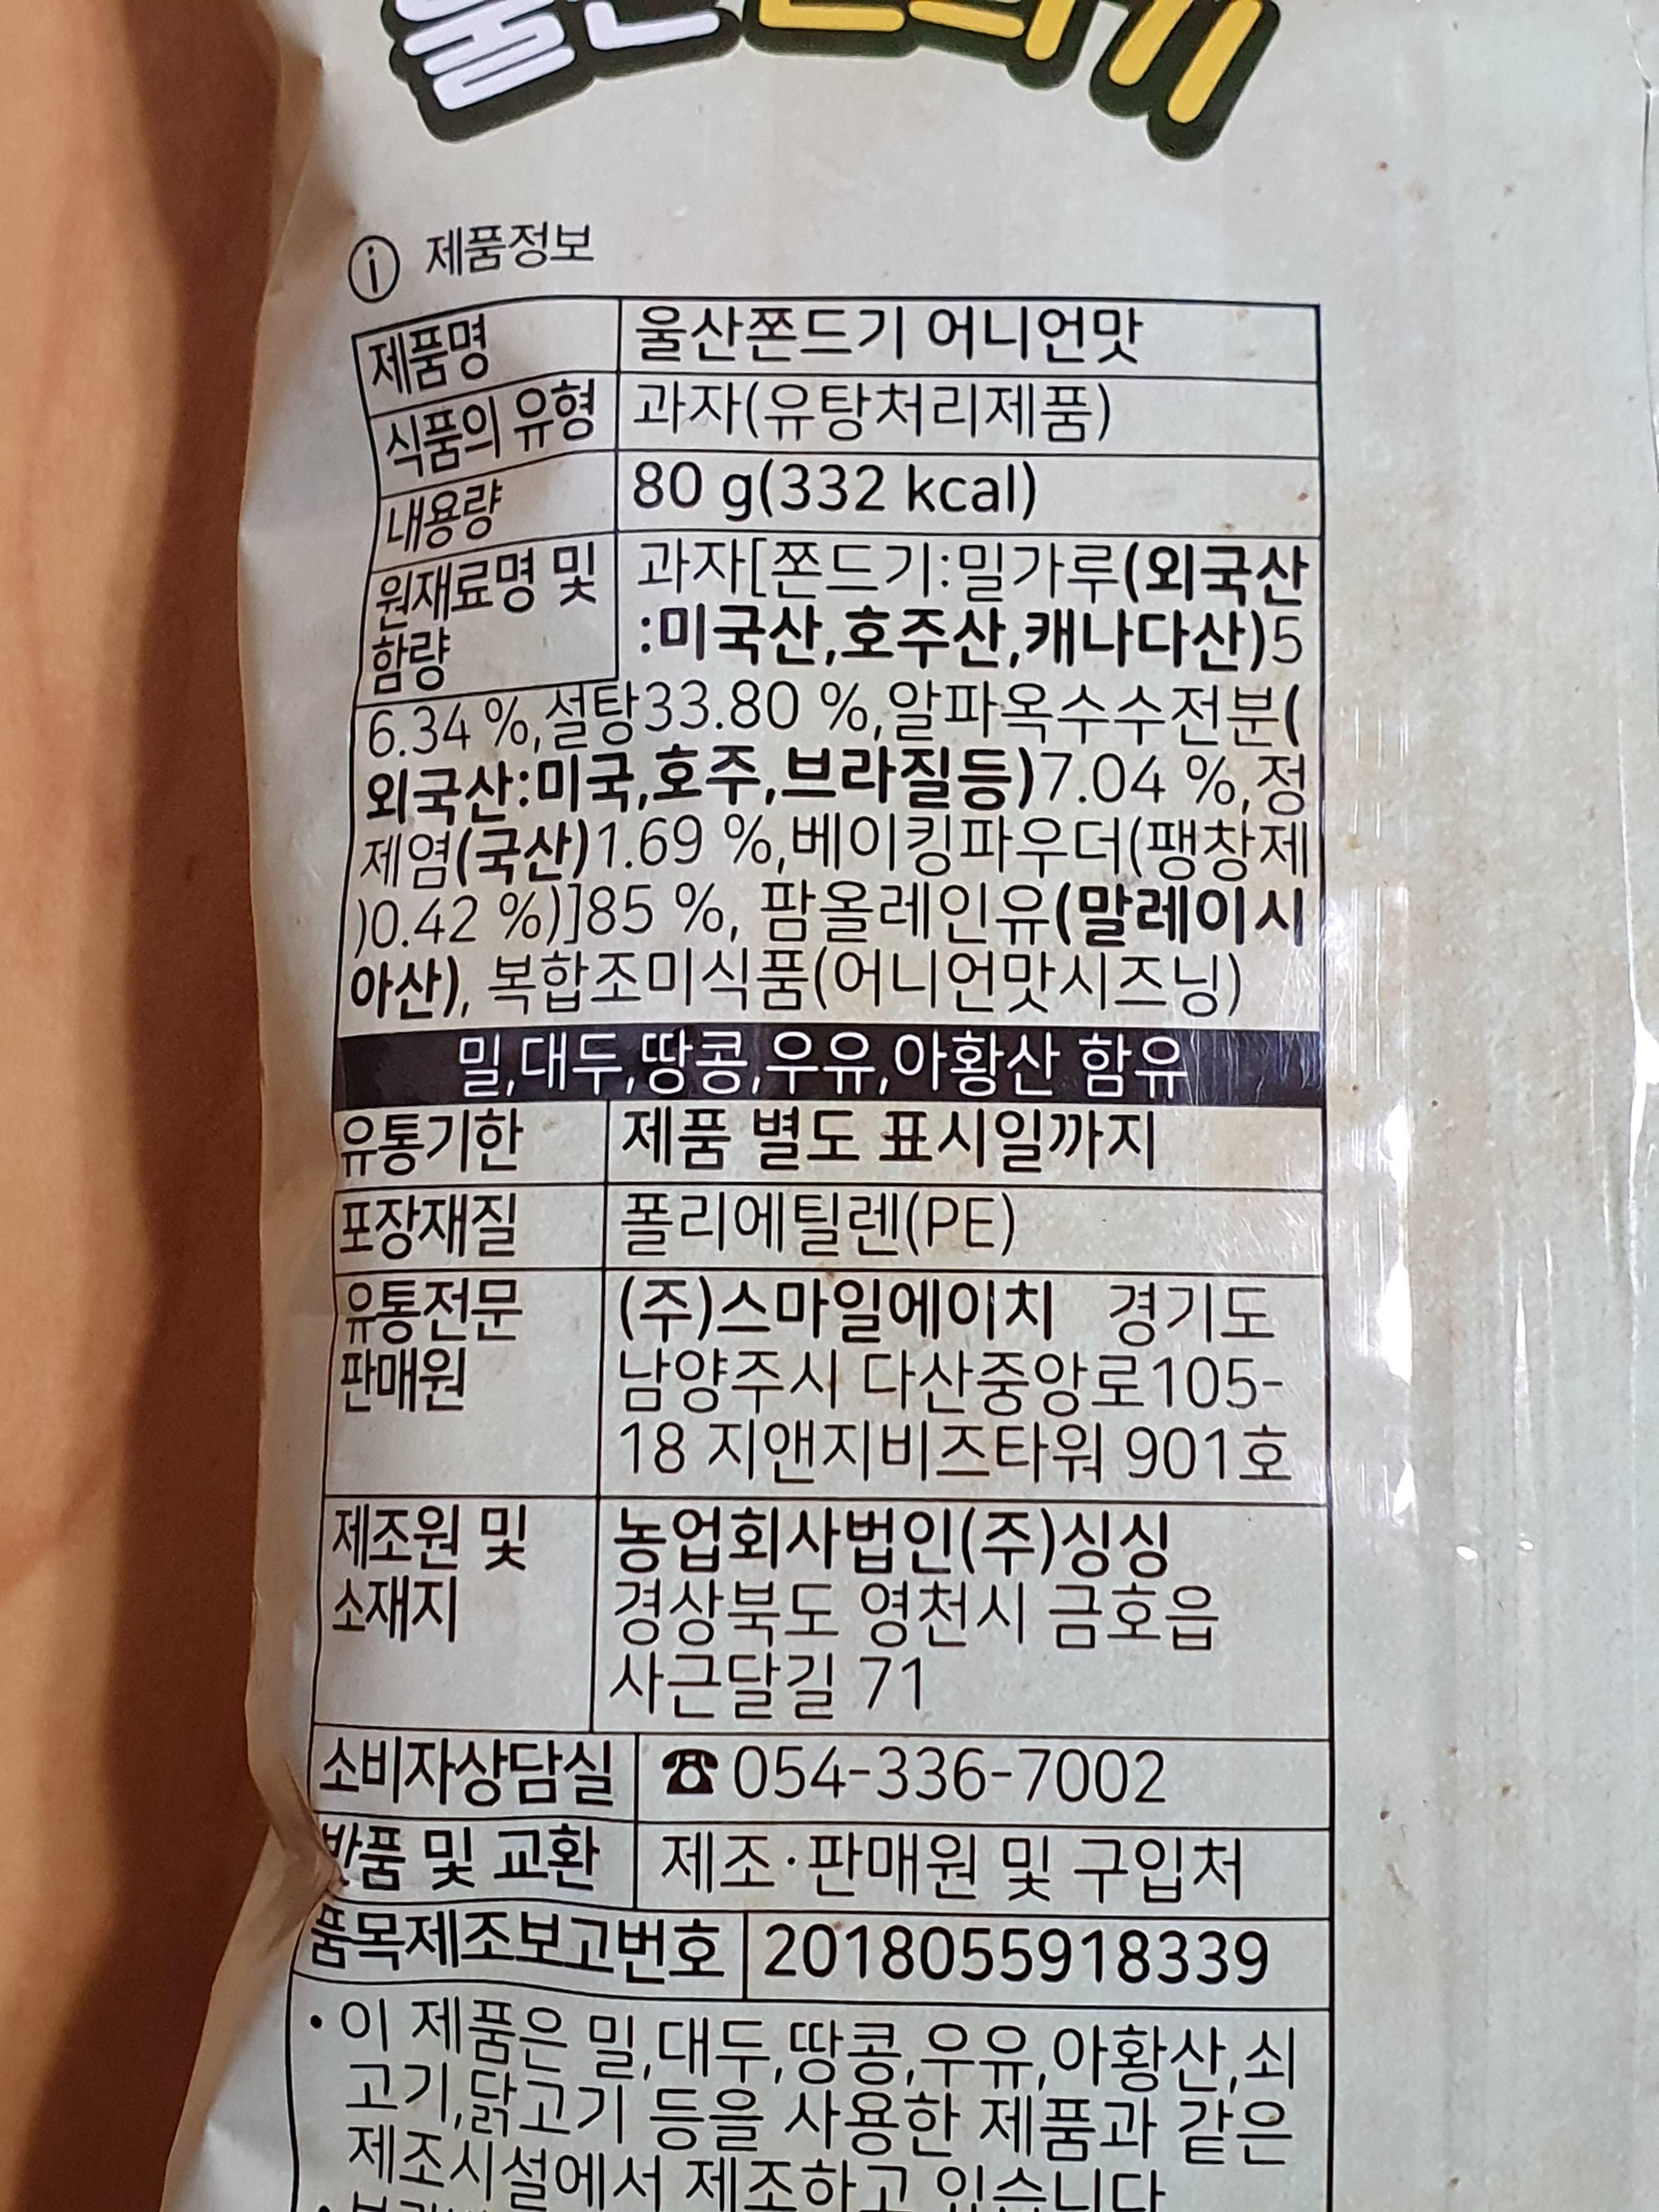 울산쫀드기
제품정보
제품명 울산쫀드기 어니언맛
식품의 유형 과자(유탕처리제품)
내용량 80 g(332 kcal)
원재료명 및 과자[쫀드기:밀가루(외국산
함량 :미국산,호주산,캐나다산)5
6.34 %,설탕33.80 %,알파옥수수전분(
외국산:미국,호주,브라질등)7.04 %,정
제염(국산)1.69 %,베이킹파우더(팽창제
)0.42 %)]85 %, 팜올레인유(말레이시
아산), 복합조미식품(어니언맛시즈닝)
밀,대두,땅콩,우유,아황산 함유
유통기한 제품 별도 표시일까지
포장재질 폴리에틸렌(PE)
유통전문 (주)스마일에이치 경기도
판매원 남양주시 다산중앙로105-
18 지앤지비즈타워 901호
제조원 및 농업회사법인(주)싱싱
소재지 경상북도 영천시 금호읍
사근달길 71
소비자상담실 ☎054-336-7002
반품 및 교환 제조·판매원 및 구입처
품목제조보고번호 2018055918339
· 이 제품은 밀,대두,땅콩,우유,아황산,쇠
고기,닭고기 등을 사용한 제품과 같은
제조시설에서 제조하고 있습니다